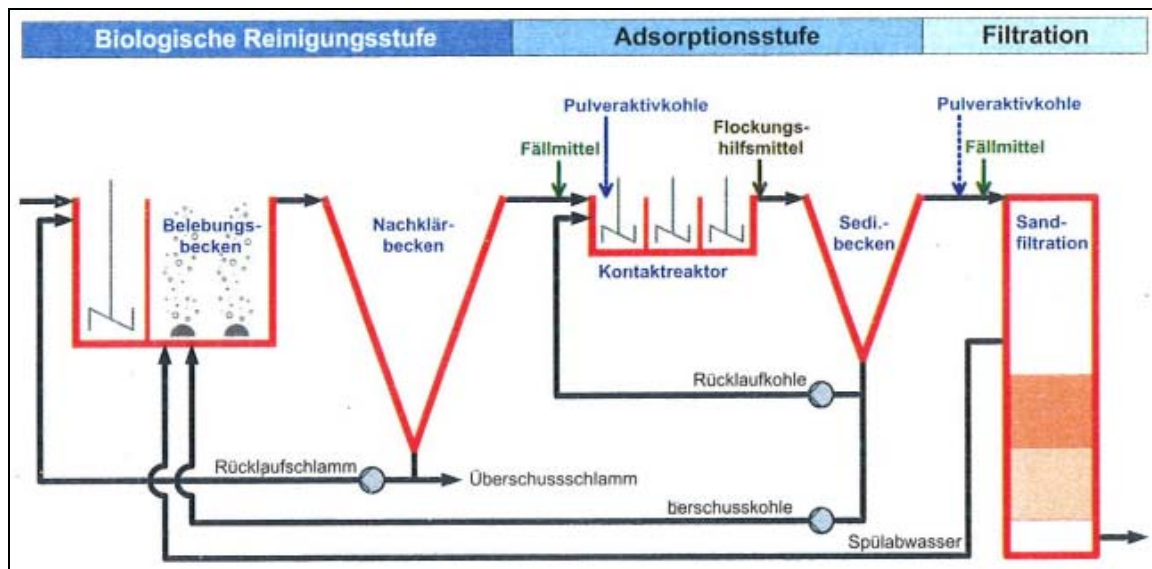 Biologische Reinigungsstufe
Adsorptionsstufe
Filtration
Pulveraktivkohle
Pulveraktivkohle
Flockungs-
hilfsmittel
Fällmittel
Fällmittel
Belebungs-
becken
Nachklär-
becken
Kontaktreaktor
Sedi.-
becken
Sand-
filtration
Rücklaufkohle
Rücklaufschlamm
Überschussschlamm
berschusskohle
Spülabwasser